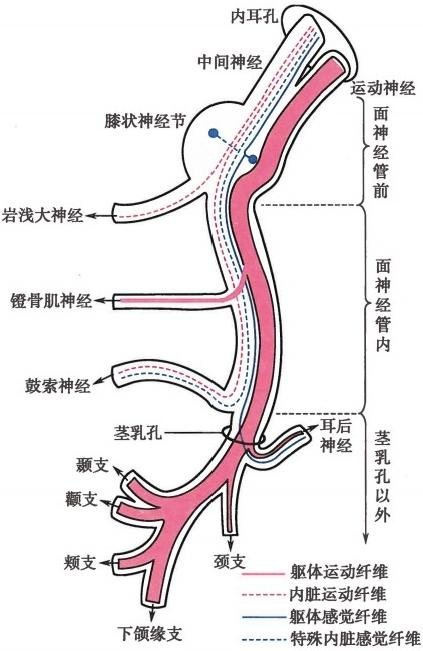 内耳孔
中间神经
运动神经
膝状神经节
面神经管前
岩浅大神经
面神经管内
镫骨肌神经
鼓索神经
茎乳孔
耳后
神经
茎乳孔以外
颞支
颧支
颊支
颈支
下颌缘支
躯体运动纤维
内脏运动纤维
躯体感觉纤维
特殊内脏感觉纤维